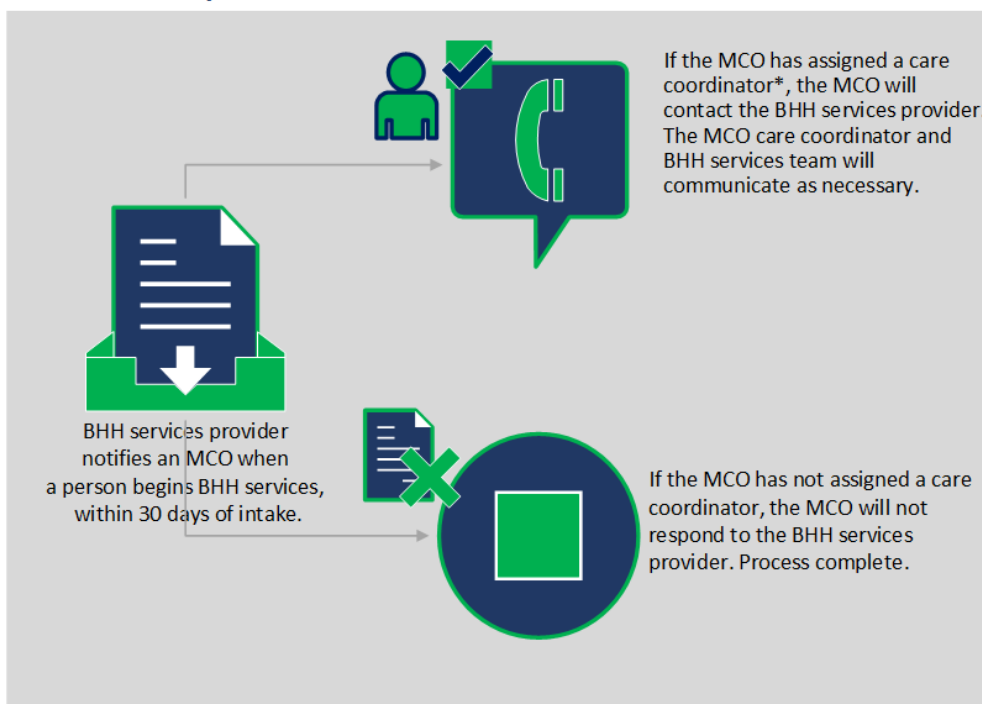 If the MCO has assigned a care
coordinator*, the MCO will
contact the BHH services provider.
The MCO care coordinator and
BHH services team will
communicate as necessary.
BHH services provider
notifies an MCO when
a person begins BHH services,
within 30 days of intake.
If the MCO has not assigned a care
coordinator, the MCO will not
respond to the BHH services
provider. Process complete.